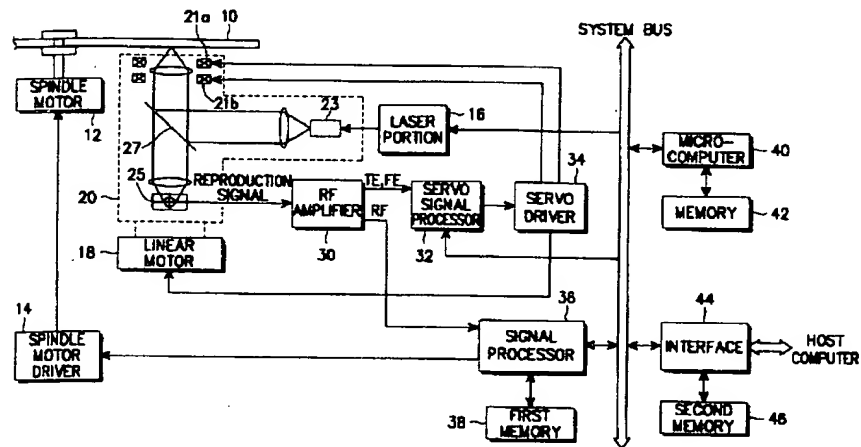 21a
10
SYSTEM BUS
SPINDLE
MOTOR
12
21b
23
27
LASER
PORTION
16
MICRO-
COMPUTER
40
MEMORY
42
25
20
REPRODUCTION
SIGNAL
RF
AMPLIFIER
30
TE,FE
RF
SERVO
SIGNAL
PROCESSOR
32
34
SERVO
DRIVER
18
LINEAR
MOTOR
14
SPINDLE
MOTOR
DRIVER
36
SIGNAL
PROCESSOR
38
FIRST
MEMORY
44
INTERFACE
HOST
COMPUTER
SECOND
MEMORY
46